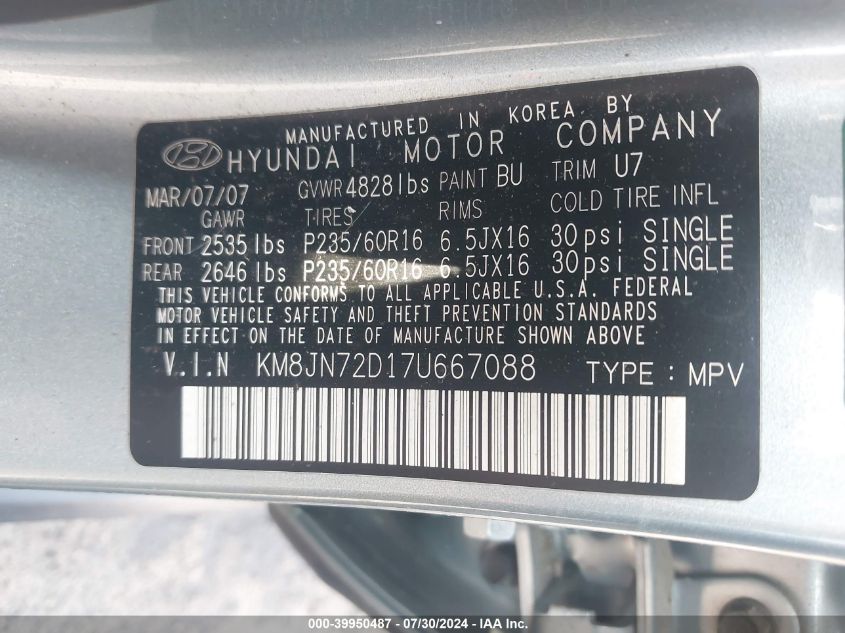 MANUFACTURED IN KOREA BY
HYUNDAI MOTOR COMPANY
MAR/07/07 GVWR 4828lbs PAINT BU TRIM U7
GAWR TIRES RIMS COLD TIRE INFL
FRONT 2535lbs P235/60R16 6.5JX16 30psi SINGLE
REAR 2646lbs P235/60R16 6.5JX16 30psi SINGLE
THIS VEHICLE CONFORMS TO ALL APPLICABLE U.S.A. FEDERAL
MOTOR VEHICLE SAFETY AND THEFT PREVENTION STANDARDS
IN EFFECT ON THE DATE OF MANUFACTURE SHOWN ABOVE
V.I.N KM8JN72D17U667088 TYPE : MPV
000-39950487 - 07/30/2024 - IAAI.com